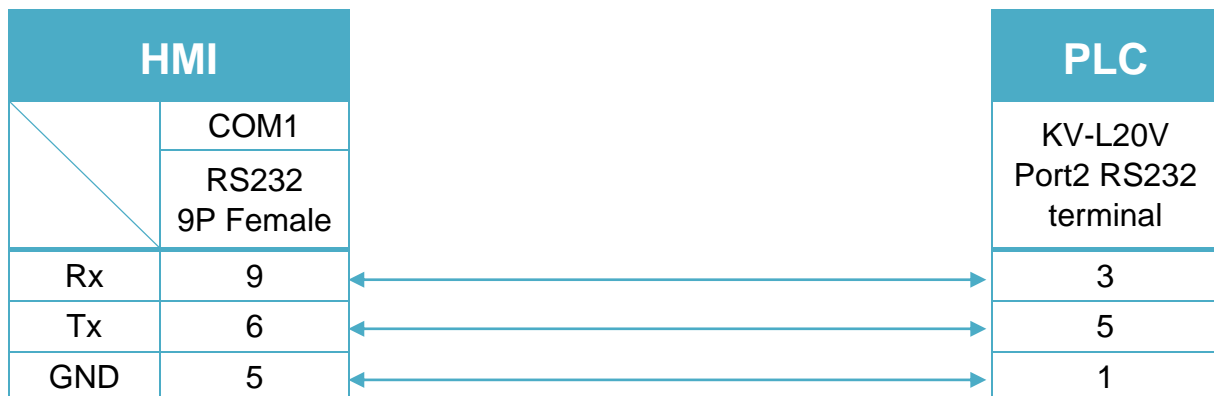 HMI
PLC
COM1
RS232
9P Female
KV-L20V
Port2 RS232
terminal
Rx 9 3
Tx 6 5
GND 5 1